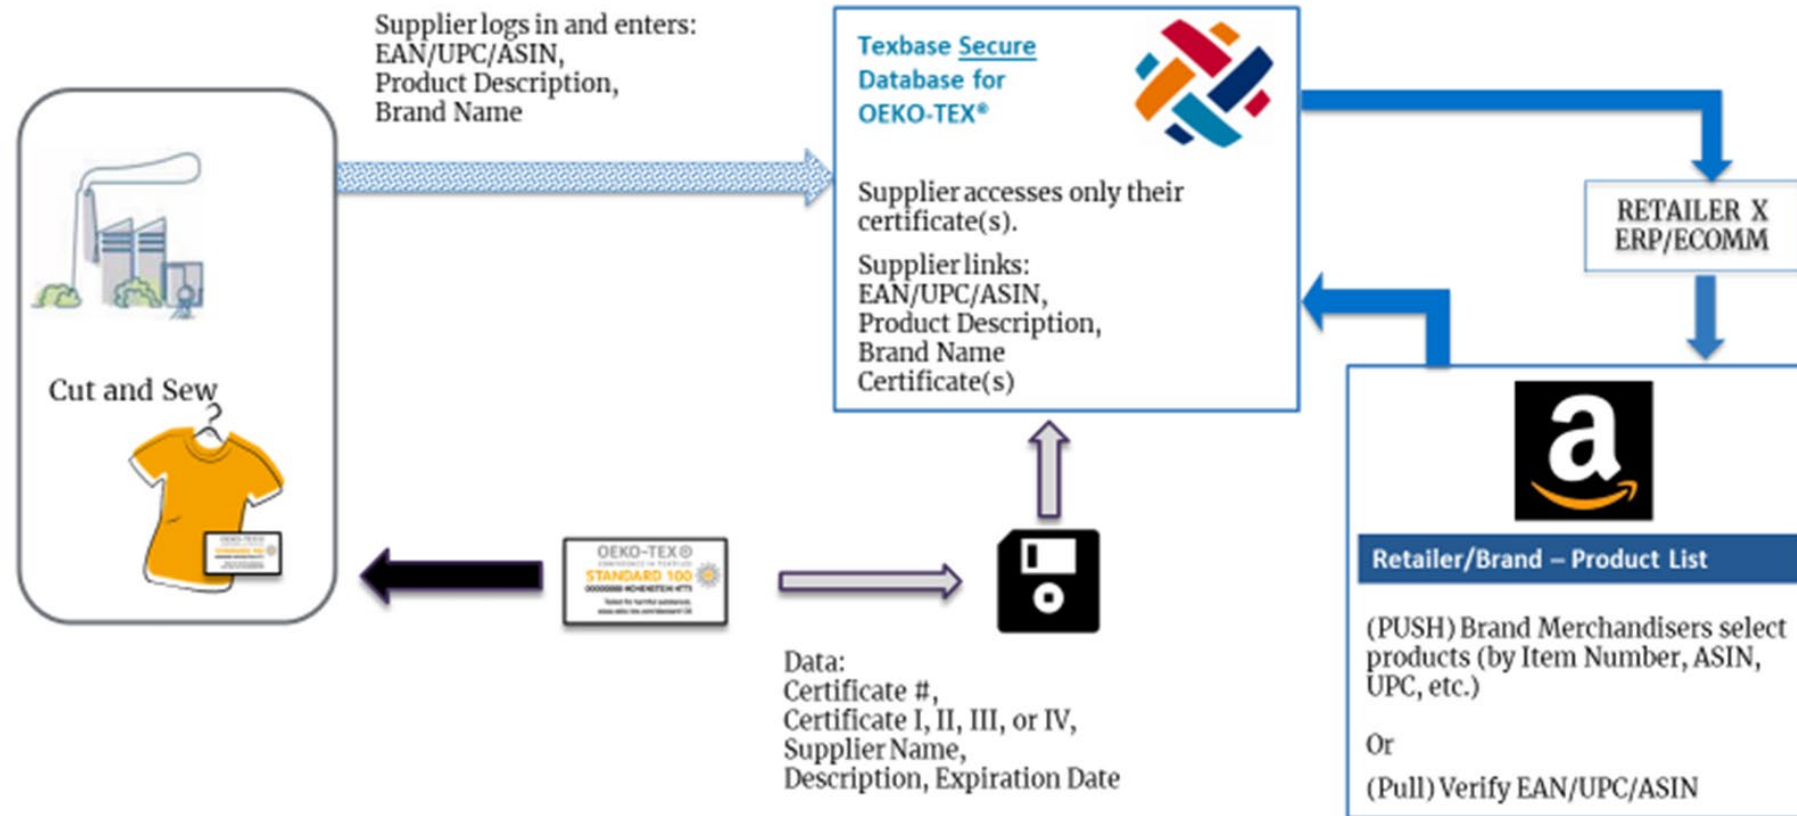 Supplier logs in and enters:
EAN/UPC/ASIN,
Product Description,
Brand Name
Cut and Sew
Texbase Secure
Database for
OEKO-TEX®
Supplier accesses only their
certificate(s).
Supplier links:
EAN/UPC/ASIN,
Product Description,
Brand Name
Certificate(s)
RETAILER X
ERP/ECOMM
OEKO-TEX®
STANDARD 100
Data:
Certificate #,
Certificate I, II, III, or IV,
Supplier Name,
Description, Expiration Date
a
Retailer/Brand – Product List
(PUSH) Brand Merchandisers select
products (by Item Number, ASIN,
UPC, etc.)
Or
(Pull) Verify EAN/UPC/ASIN